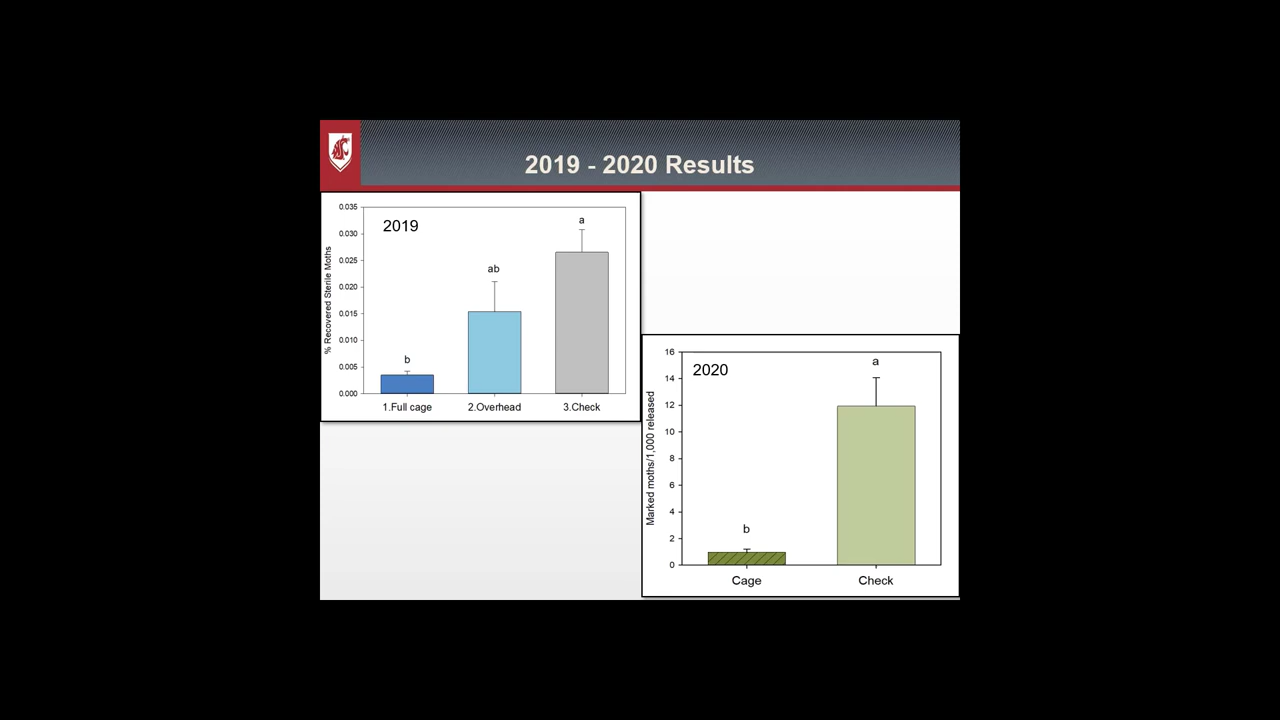 2019 - 2020 Results
2019
% Recovered Sterile Moths
0.035
0.030
0.025
0.020
0.015
0.010
0.005
0.000
b
ab
a
1.Full cage
2.Overhead
3.Check
2020
Marked moths/1,000 released
16
14
12
10
8
6
4
2
0
b
a
Cage
Check